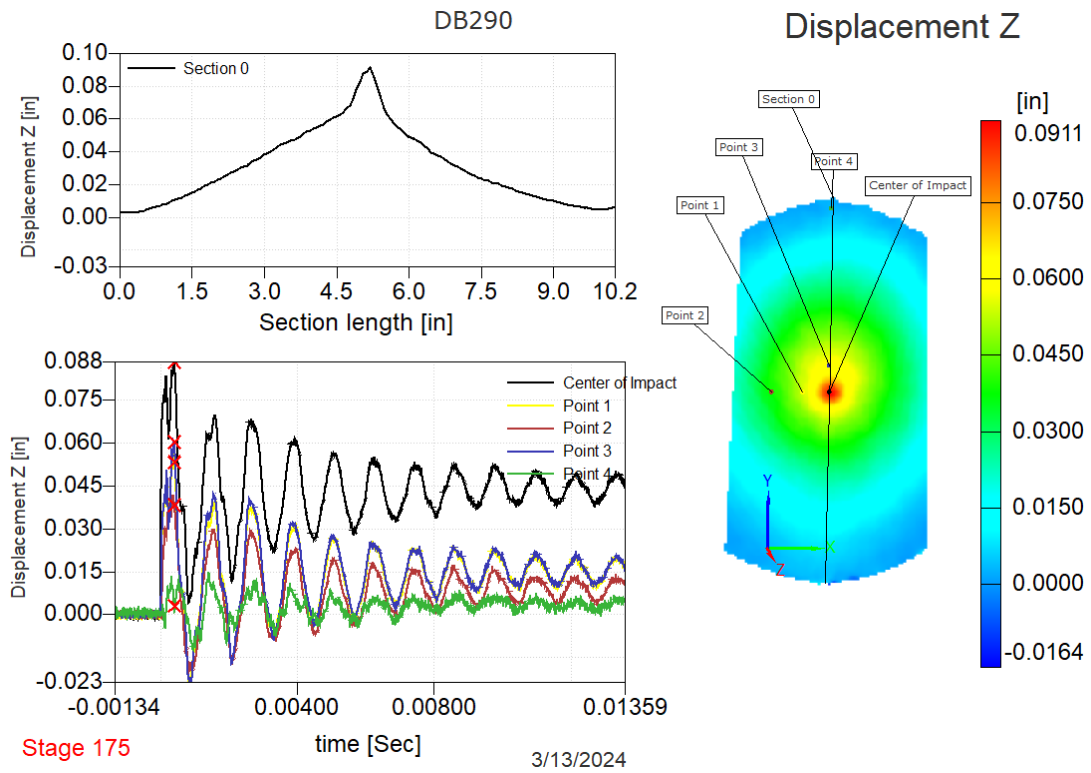 DB290
Displacement Z
0.10
0.08
0.06
0.04
0.02
0.00
-0.03
Displacement Z [in]
Section 0
0.0
1.5
3.0
4.5
6.0
7.5
9.0
10.2
Section length [in]
0.088
0.075
0.060
0.045
0.030
0.015
0.000
-0.023
Displacement Z [in]
Center of Impact
Point 1
Point 2
Point 3
Point 4
-0.00134
0.00400
0.00800
0.01359
time [Sec]
Stage 175
3/13/2024
Section 0
Point 3
Point 4
Center of Impact
Point 1
Point 2
Y
X
Z
[in]
0.0911
0.0750
0.0600
0.0450
0.0300
0.0150
0.0000
-0.0164